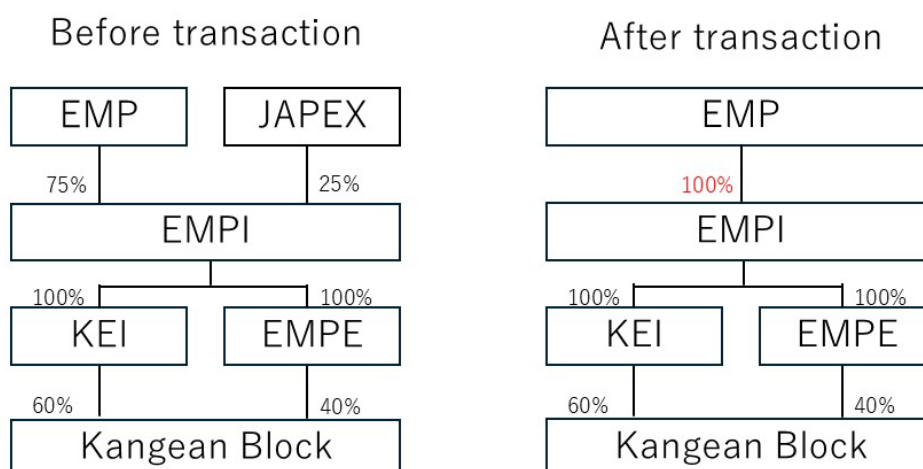 Before transaction
EMP
JAPEX
75%
25%
EMPI
100%
100%
KEI
EMPE
60%
40%
Kangean Block
After transaction
EMP
100%
EMPI
100%
100%
KEI
EMPE
60%
40%
Kangean Block